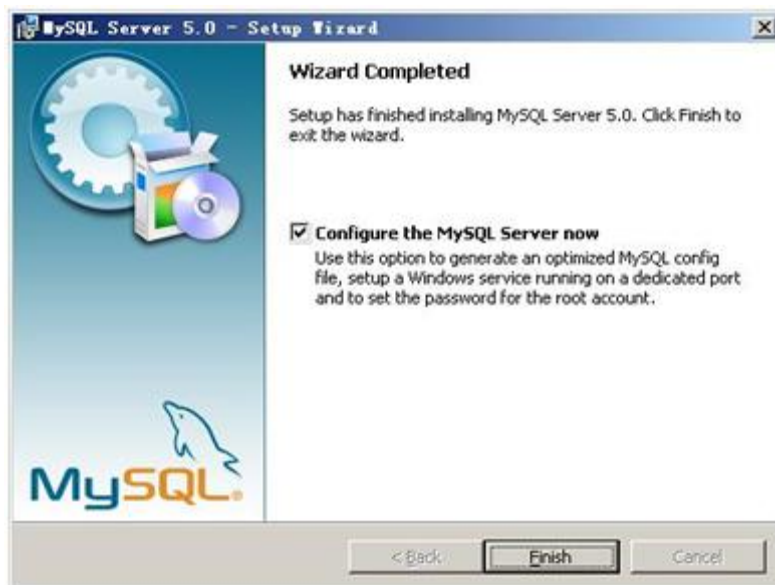 MySQL Server 5.0 - Setup Wizard
Wizard Completed
Setup has finished installing MySQL Server 5.0. Click Finish to
exit the wizard.
Configure the MySQL Server now
Use this option to generate an optimized MySQL config
file, setup a Windows service running on a dedicated port
and to set the password for the root account.
MySQL®
< Back
Finish
Cancel